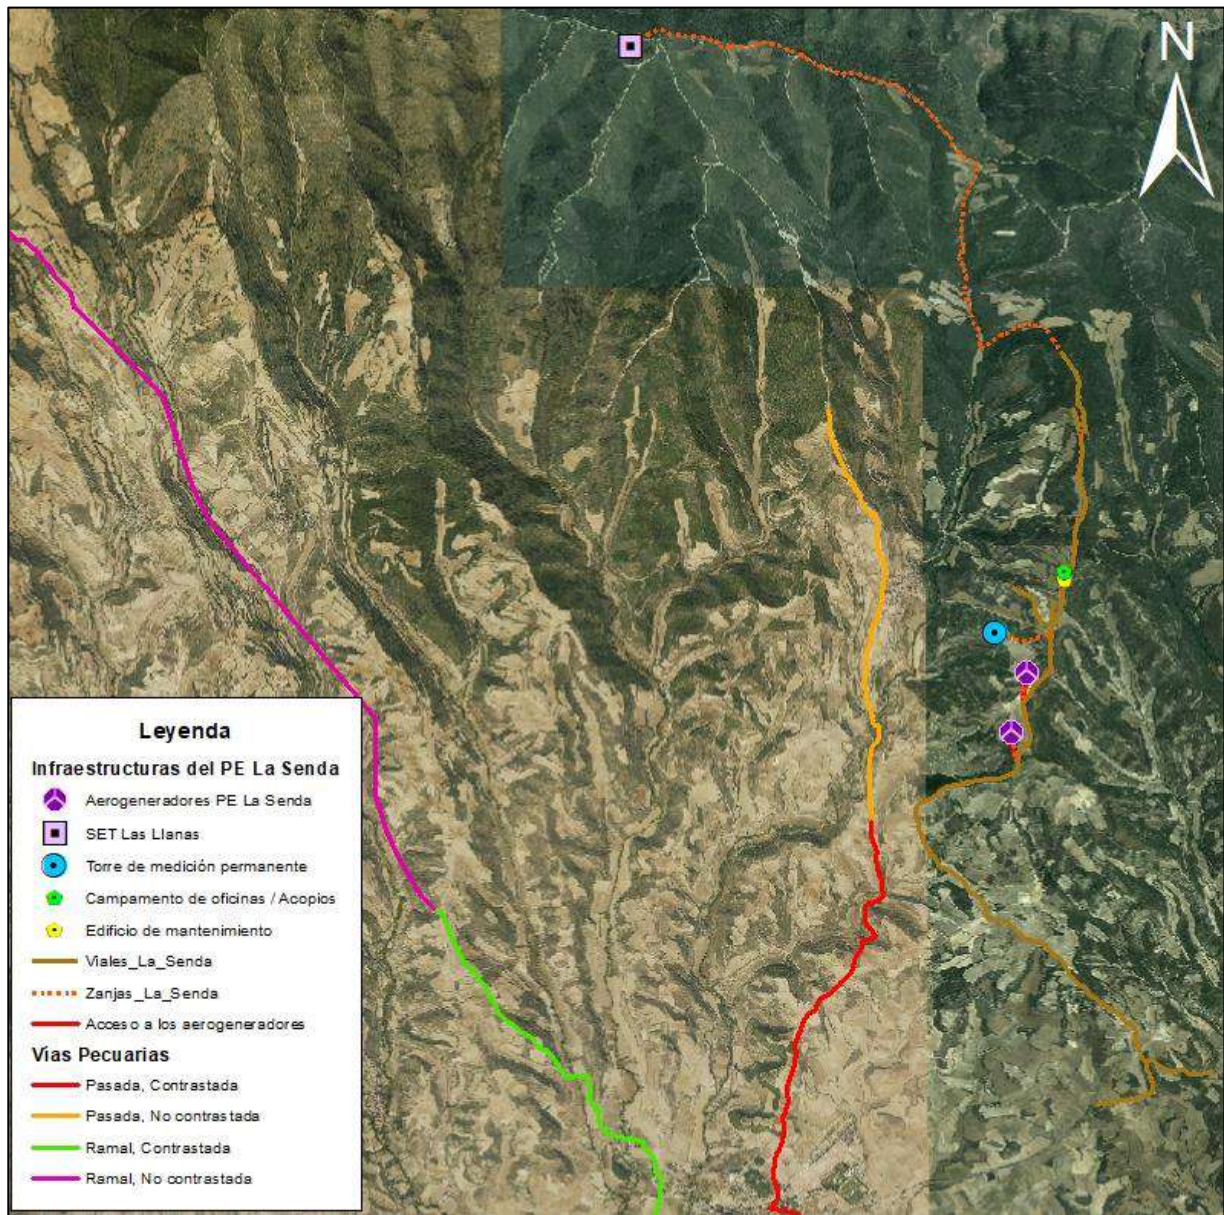 N
Leyenda
Infraestructuras del PE La Senda
Aerogeneradores PE La Senda
SET Las Llanas
Torre de medición permanente
Campamento de oficinas / Acopios
Edificio de mantenimiento
Viales_La_Senda
Zanjas_La_Senda
Acceso a los aerogeneradores
Vías Pecuarias
Pasada, Contrastada
Pasada, No contrastada
Ramal, Contrastada
Ramal, No contrastada